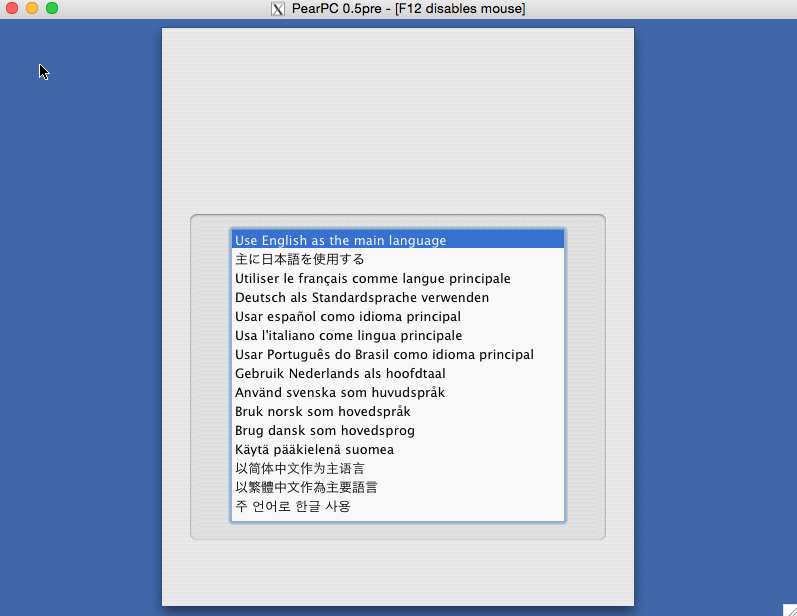 PearPC 0.5pre - [F12 disables mouse]
Use English as the main language
主に日本語を使用する
Utiliser le français comme langue principale
Deutsch als Standardsprache verwenden
Usar español como idioma principal
Usa l'italiano come lingua principale
Usar Português do Brasil como idioma principal
Gebruik Nederlands als hoofdtaal
Använd svenska som huvudspråk
Bruk norsk som hovedspråk
Brug dansk som hovedsprog
Käytä pääkielenä suomea
以简体中文作为主语言
以繁體中文作為主要語言
주 언어로 한글 사용